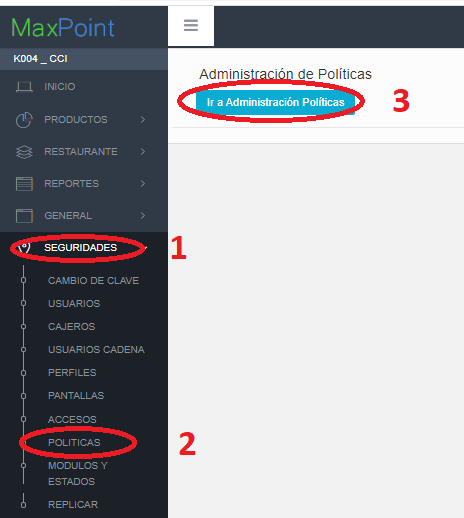 MaxPoint
K004 _ CCI
INICIO
PRODUCTOS
RESTAURANTE
REPORTES
GENERAL
SEGURIDADES
1
CAMBIO DE CLAVE
USUARIOS
CAJEROS
USUARIOS CADENA
PERFILES
PANTALLAS
ACCESOS
POLITICAS
2
MODULOS Y
ESTADOS
REPLICAR
Administración de Políticas
Ir a Administración Políticas
3